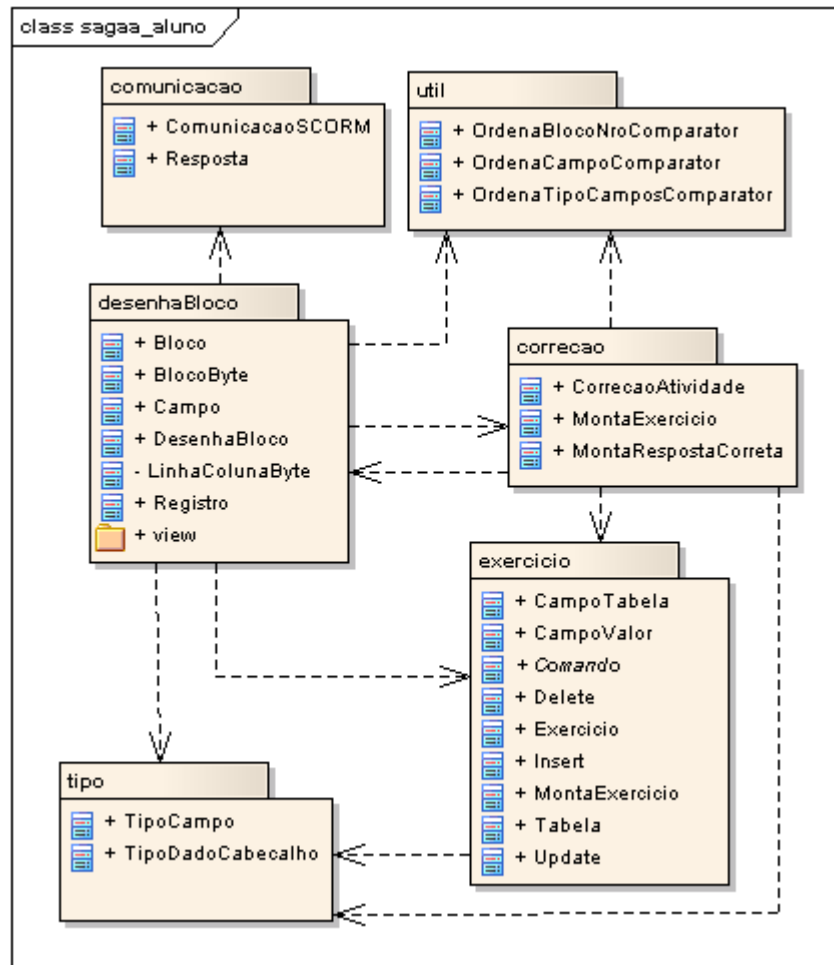 class sagaa_aluno
comunicacao
+ ComunicacaoSCORM
+ Resposta
util
+ OrdenaBlocoNroComparator
+ OrdenaCampoComparator
+ OrdenaTipoCamposComparator
desenhaBloco
+ Bloco
+ BlocoByte
+ Campo
+ DesenhaBloco
- LinhaColunaByte
+ Registro
+ view
correcao
+ CorrecaoAtividade
+ MontaExercicio
+ MontaRespostaCorreta
exercicio
+ CampoTabela
+ CampoValor
+ Comando
+ Delete
+ Exercicio
+ Insert
+ MontaExercicio
+ Tabela
+ Update
tipo
+ TipoCampo
+ TipoDadoCabecalho